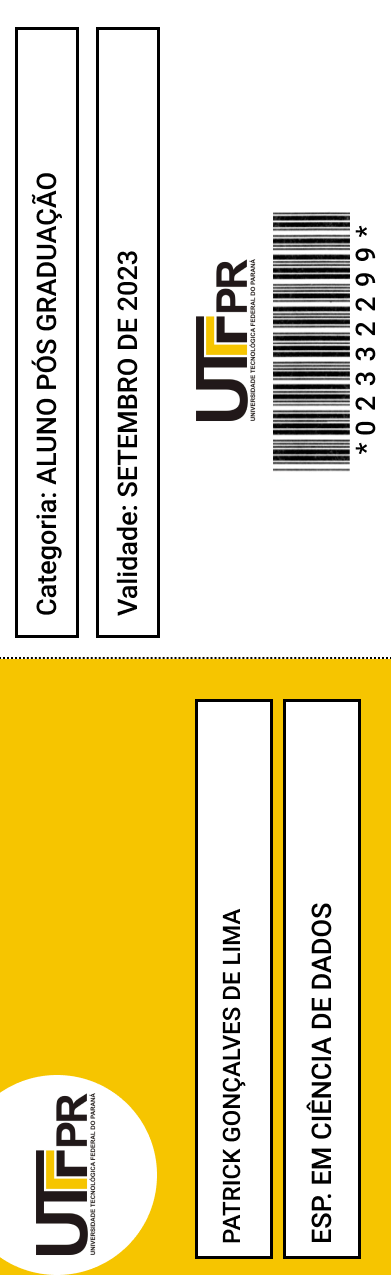 Categoria: ALUNO PÓS GRADUAÇÃO
Validade: SETEMBRO DE 2023
UTFPR
UNIVERSIDADE TECNOLÓGICA FEDERAL DO PARANÁ
*02332299*
UTFPR
UNIVERSIDADE TECNOLÓGICA FEDERAL DO PARANÁ
PATRICK GONÇALVES DE LIMA
ESP. EM CIÊNCIA DE DADOS